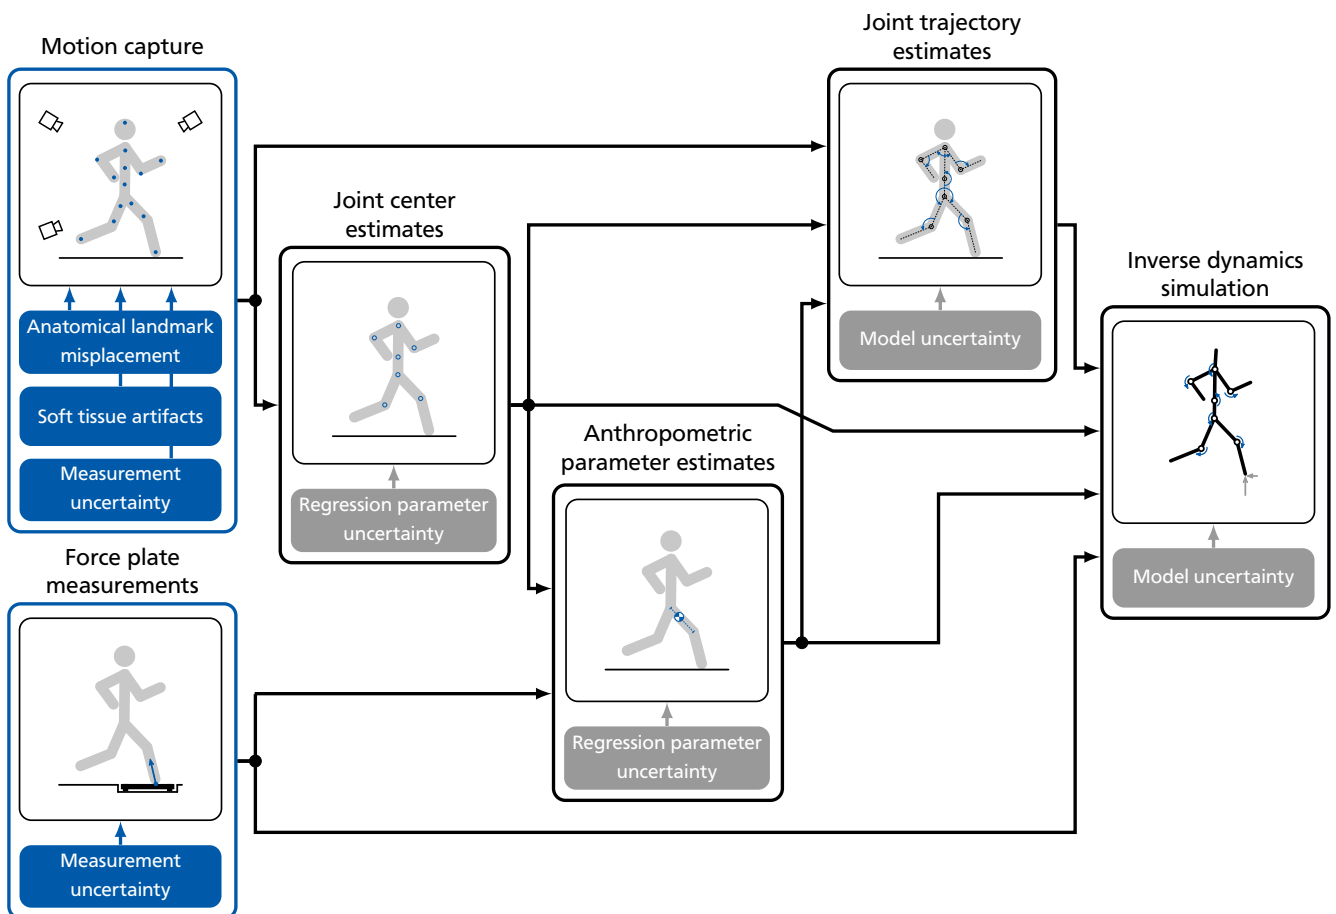 Motion capture
Anatomical landmark
misplacement
Soft tissue artifacts
Measurement
uncertainty
Force plate
measurements
Measurement
uncertainty
Joint center
estimates
Regression parameter
uncertainty
Anthropometric
parameter estimates
Regression parameter
uncertainty
Joint trajectory
estimates
Model uncertainty
Inverse dynamics
simulation
Model uncertainty